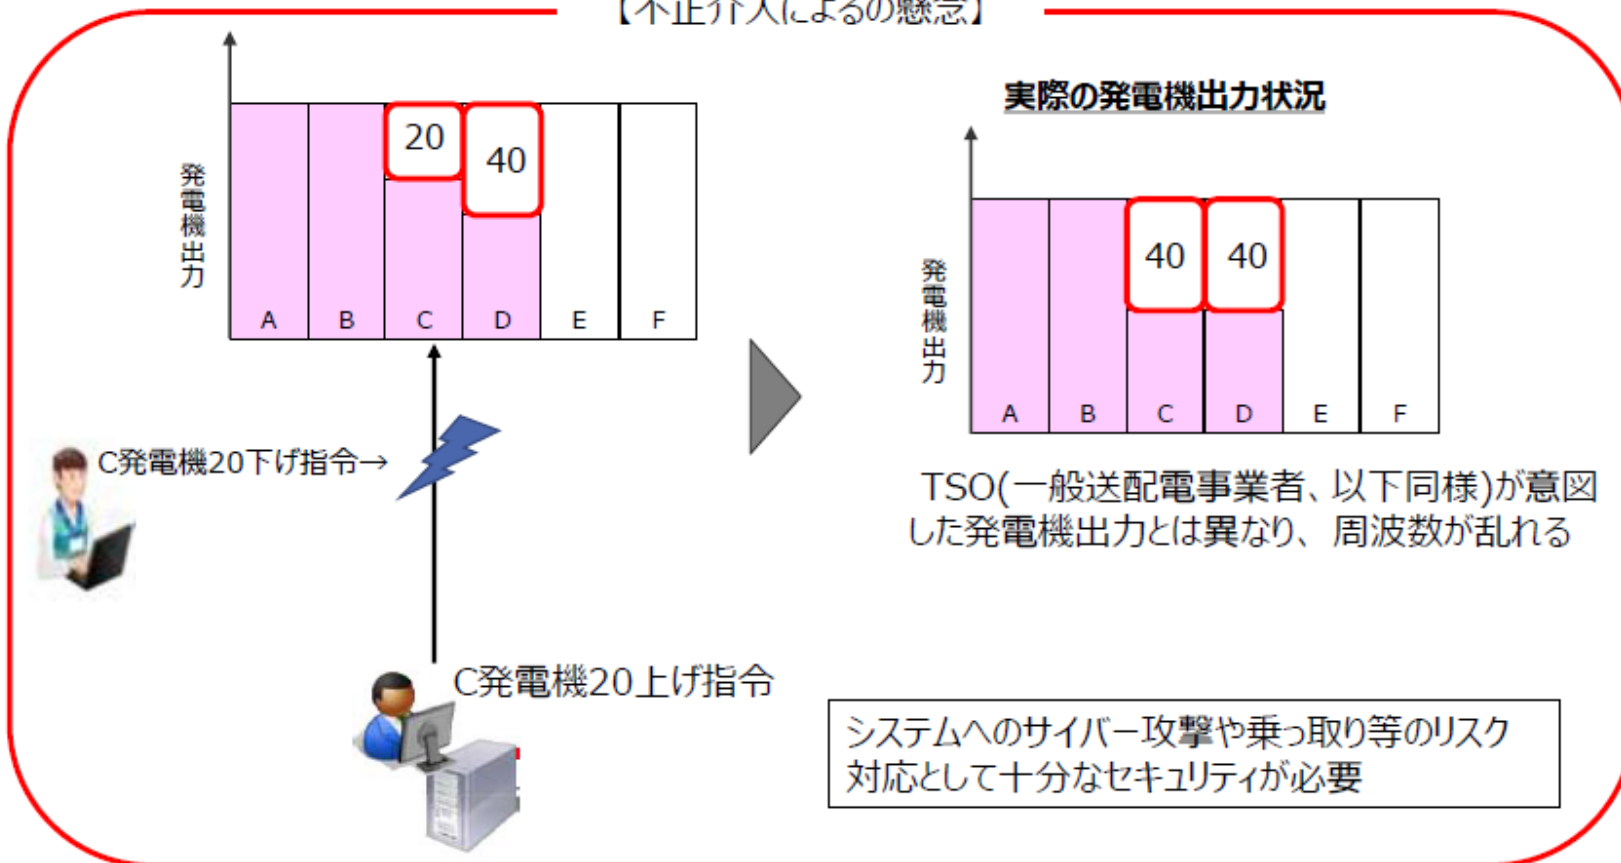 【不正介入によるの懸念】
発電機出力
20
40
A B C D E F
C発電機20下げ指令→
C発電機20上げ指令
実際の発電機出力状況
発電機出力
40 40
A B C D E F
TSO(一般送配電事業者、以下同様)が意図
した発電機出力とは異なり、周波数が乱れる
システムへのサイバー攻撃や乗っ取り等のリスク
対応として十分なセキュリティが必要